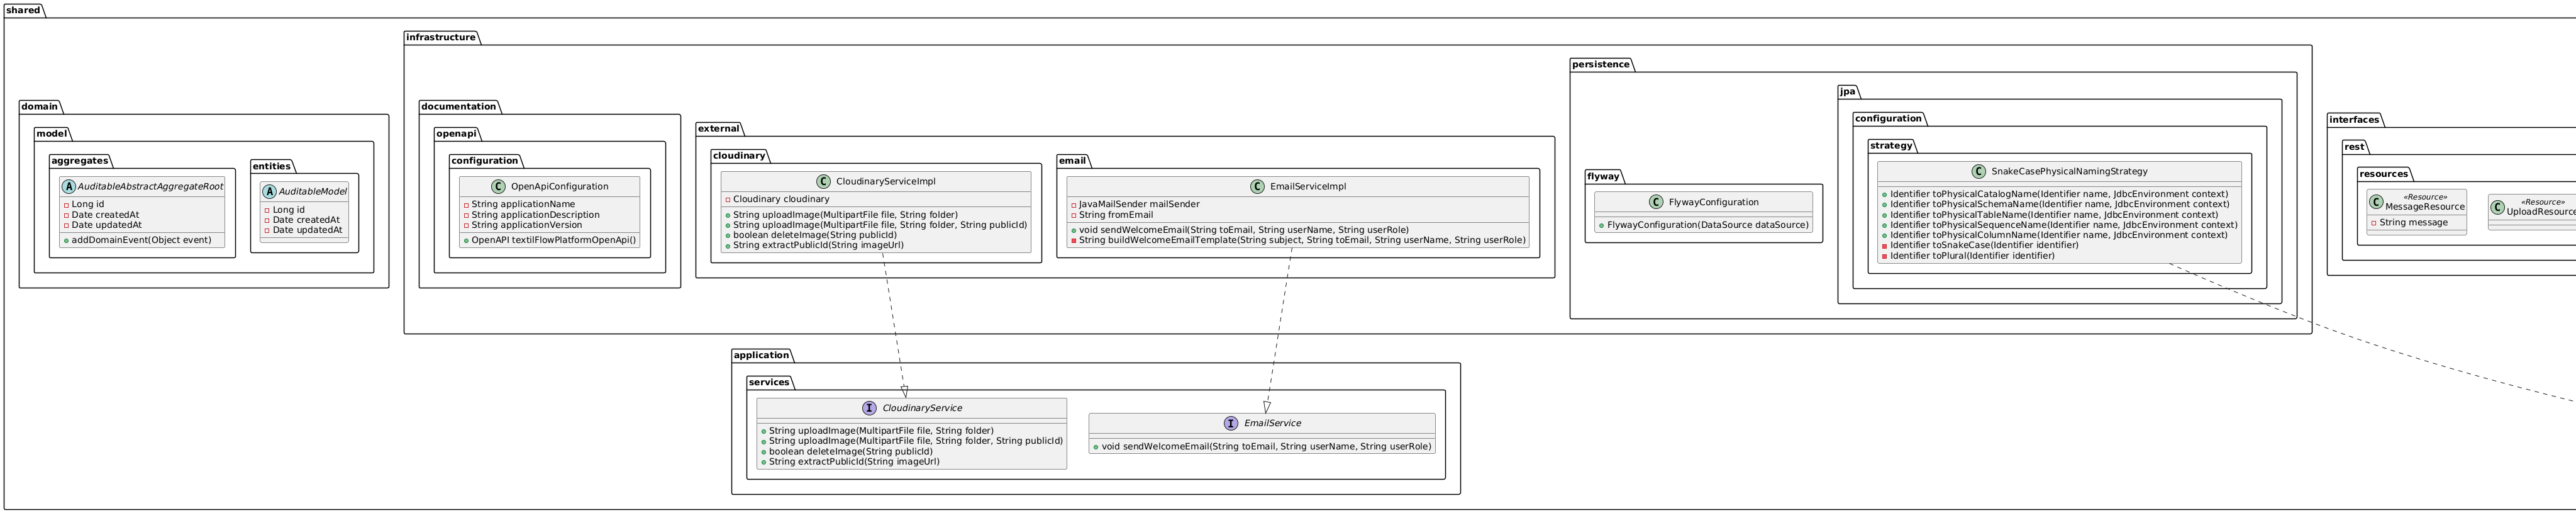 shared
infrastructure
persistence
jpa
domain
documentation
interfaces
configuration
external
model
openapi
rest
strategy
cloudinary
email
aggregates
entities
configuration
flyway
resources
A AuditableAbstractAggregateRoot
Long id
Date createdAt
Date updatedAt
addDomainEvent(Object event)
A AuditableModel
Long id
Date createdAt
Date updatedAt
C OpenApiConfiguration
String applicationName
String applicationDescription
String applicationVersion
OpenAPI textilFlowPlatformOpenApi()
C CloudinaryServiceImpl
Cloudinary cloudinary
String uploadImage(MultipartFile file, String folder)
String uploadImage(MultipartFile file, String folder, String publicId)
boolean deleteImage(String publicId)
String extractPublicId(String imageUrl)
C EmailServiceImpl
JavaMailSender mailSender
String fromEmail
void sendWelcomeEmail(String toEmail, String userName, String userRole)
String buildWelcomeEmailTemplate(String subject, String toEmail, String userName, String userRole)
C FlywayConfiguration
FlywayConfiguration(DataSource dataSource)
C SnakeCasePhysicalNamingStrategy
Identifier toPhysicalCatalogName(Identifier name, JdbcEnvironment context)
Identifier toPhysicalSchemaName(Identifier name, JdbcEnvironment context)
Identifier toPhysicalTableName(Identifier name, JdbcEnvironment context)
Identifier toPhysicalSequenceName(Identifier name, JdbcEnvironment context)
Identifier toPhysicalColumnName(Identifier name, JdbcEnvironment context)
Identifier toSnakeCase(Identifier identifier)
Identifier toPlural(Identifier identifier)
C «Resource»
MessageResource
String message
C «Resource»
UploadResour
application
services
I CloudinaryService
String uploadImage(MultipartFile file, String folder)
String uploadImage(MultipartFile file, String folder, String publicId)
boolean deleteImage(String publicId)
String extractPublicId(String imageUrl)
I EmailService
void sendWelcomeEmail(String toEmail, String userName, String userRole)